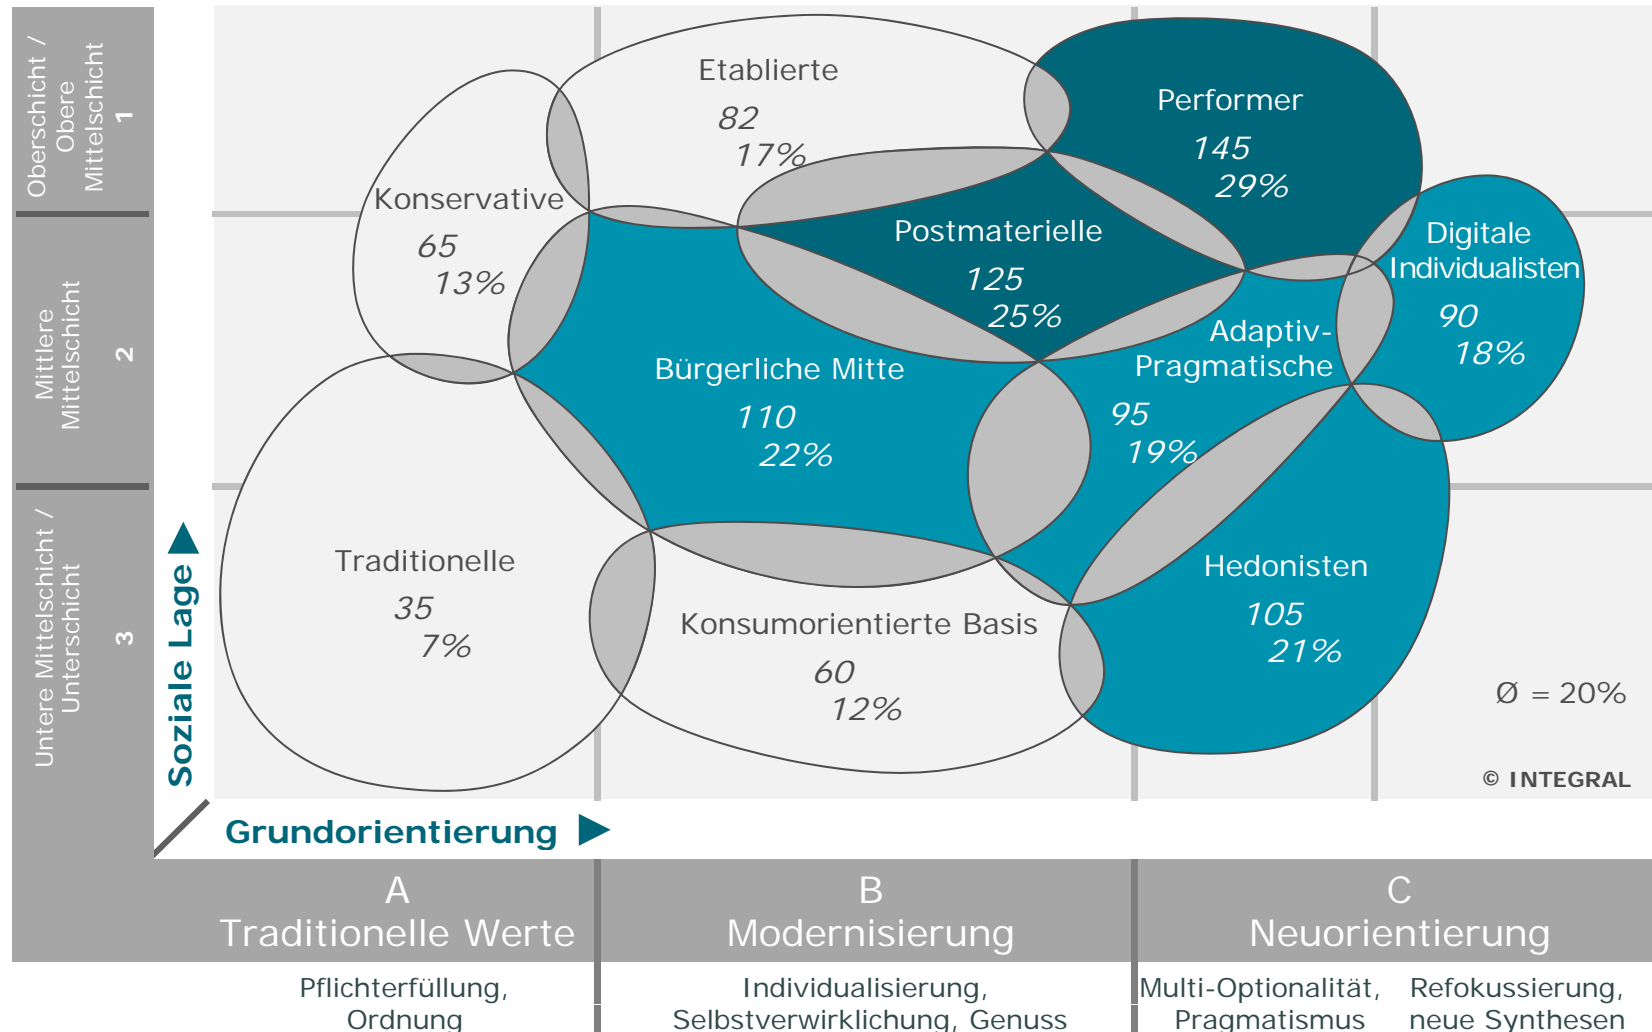 Oberschicht /
Obere
Mittelschicht
1
Mittlere
Mittelschicht
2
Untere Mittelschicht /
Unterschicht
3
Soziale Lage
Etablierte
82
17%
Performer
145
29%
Konservative
65
13%
Postmaterielle
125
25%
Digitale
Individualisten
90
18%
Adaptiv-
Pragmatische
95
19%
Bürgerliche Mitte
110
22%
Traditionelle
35
7%
Konsumorientierte Basis
60
12%
Hedonisten
105
21%
Ø = 20%
© INTEGRAL
Grundorientierung
A
Traditionelle Werte
B
Modernisierung
C
Neuorientierung
Pflichterfüllung,
Ordnung
Individualisierung,
Selbstverwirklichung, Genuss
Multi-Optionalität,
Pragmatismus
Refokussierung,
neue Synthesen